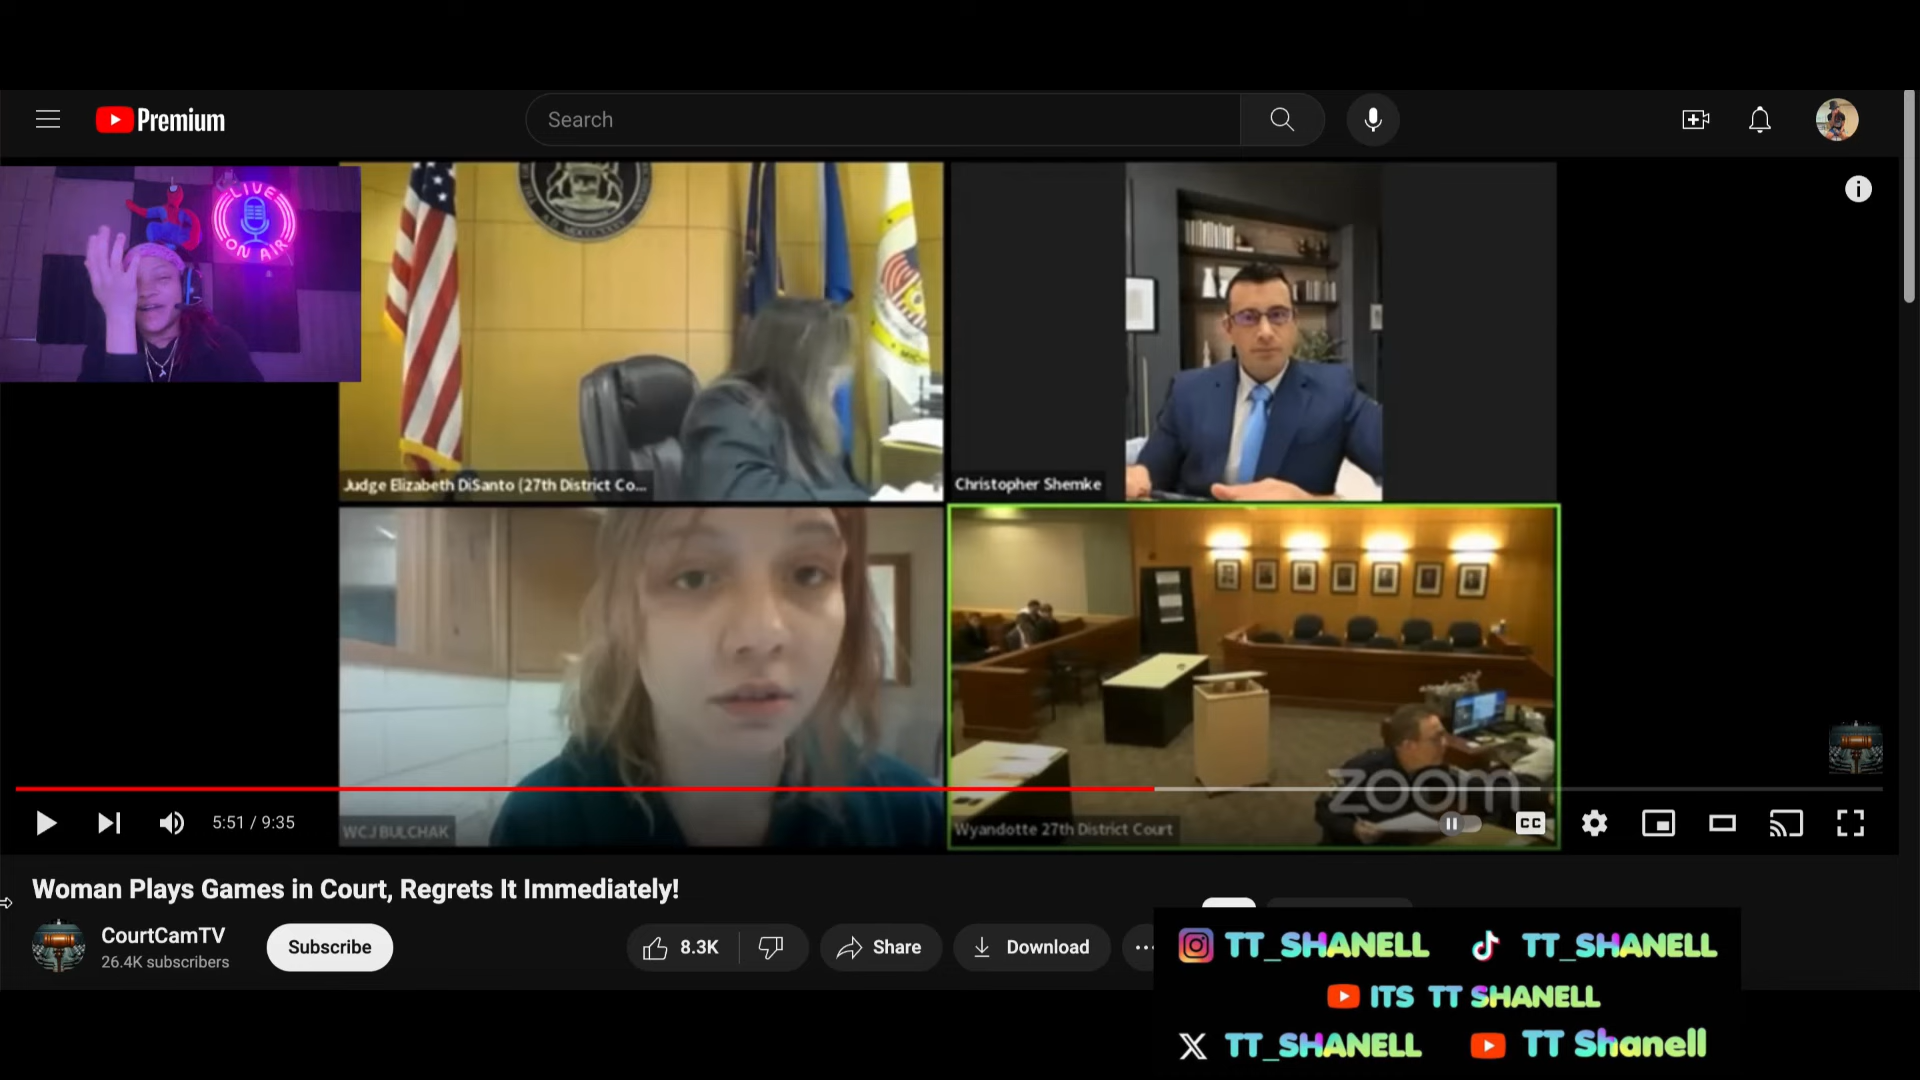 Premium
Search
LIVE
ON AIR
Judge Elizabeth DiSanto (27th District Co...
Christopher Shemke
WCJ BULCHAK
Wyandotte 27th District Court
zoom
5:51 / 9:35
CC
Woman Plays Games in Court, Regrets It Immediately!
CourtCamTV
26.4K subscribers
Subscribe
8.3K
Share
Download
TT_SHANELL
TT_SHANELL
ITS TT SHANELL
TT_SHANELL
TT Shanell